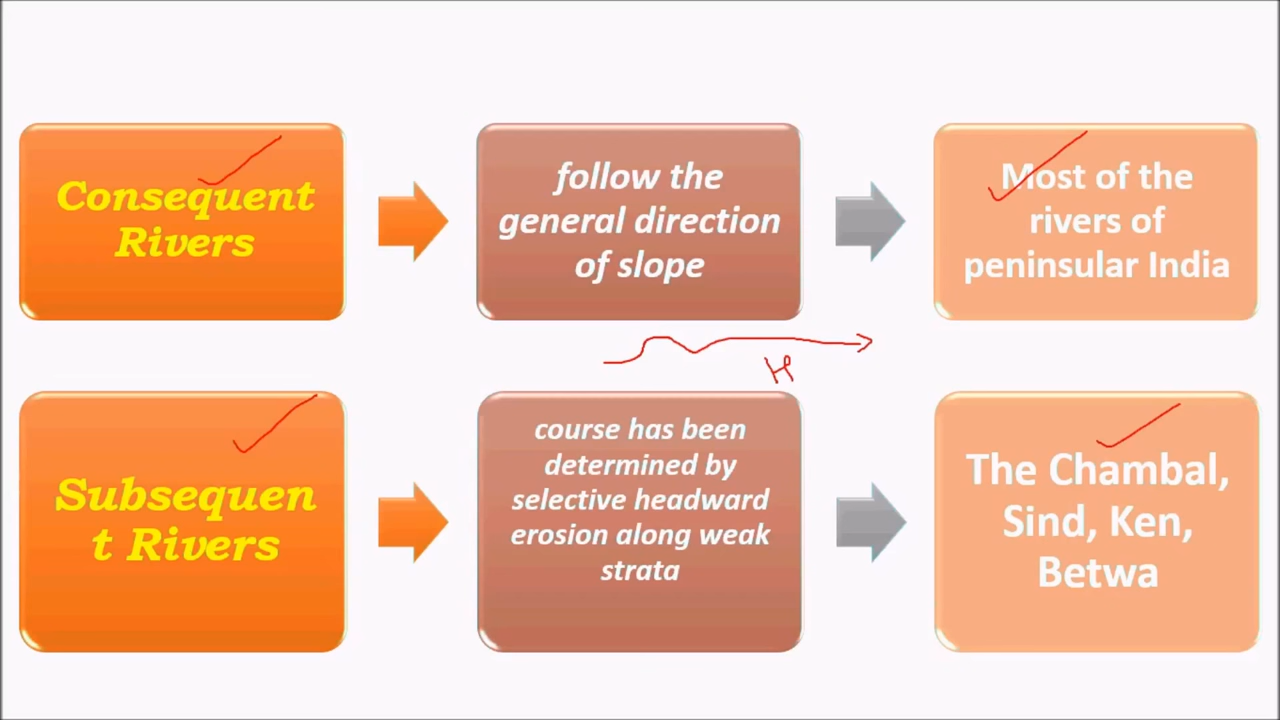 Consequent
Rivers
follow the
general direction
of slope
Most of the
rivers of
peninsular India
Subsequen
t Rivers
course has been
determined by
selective headward
erosion along weak
strata
The Chambal,
Sind, Ken,
Betwa